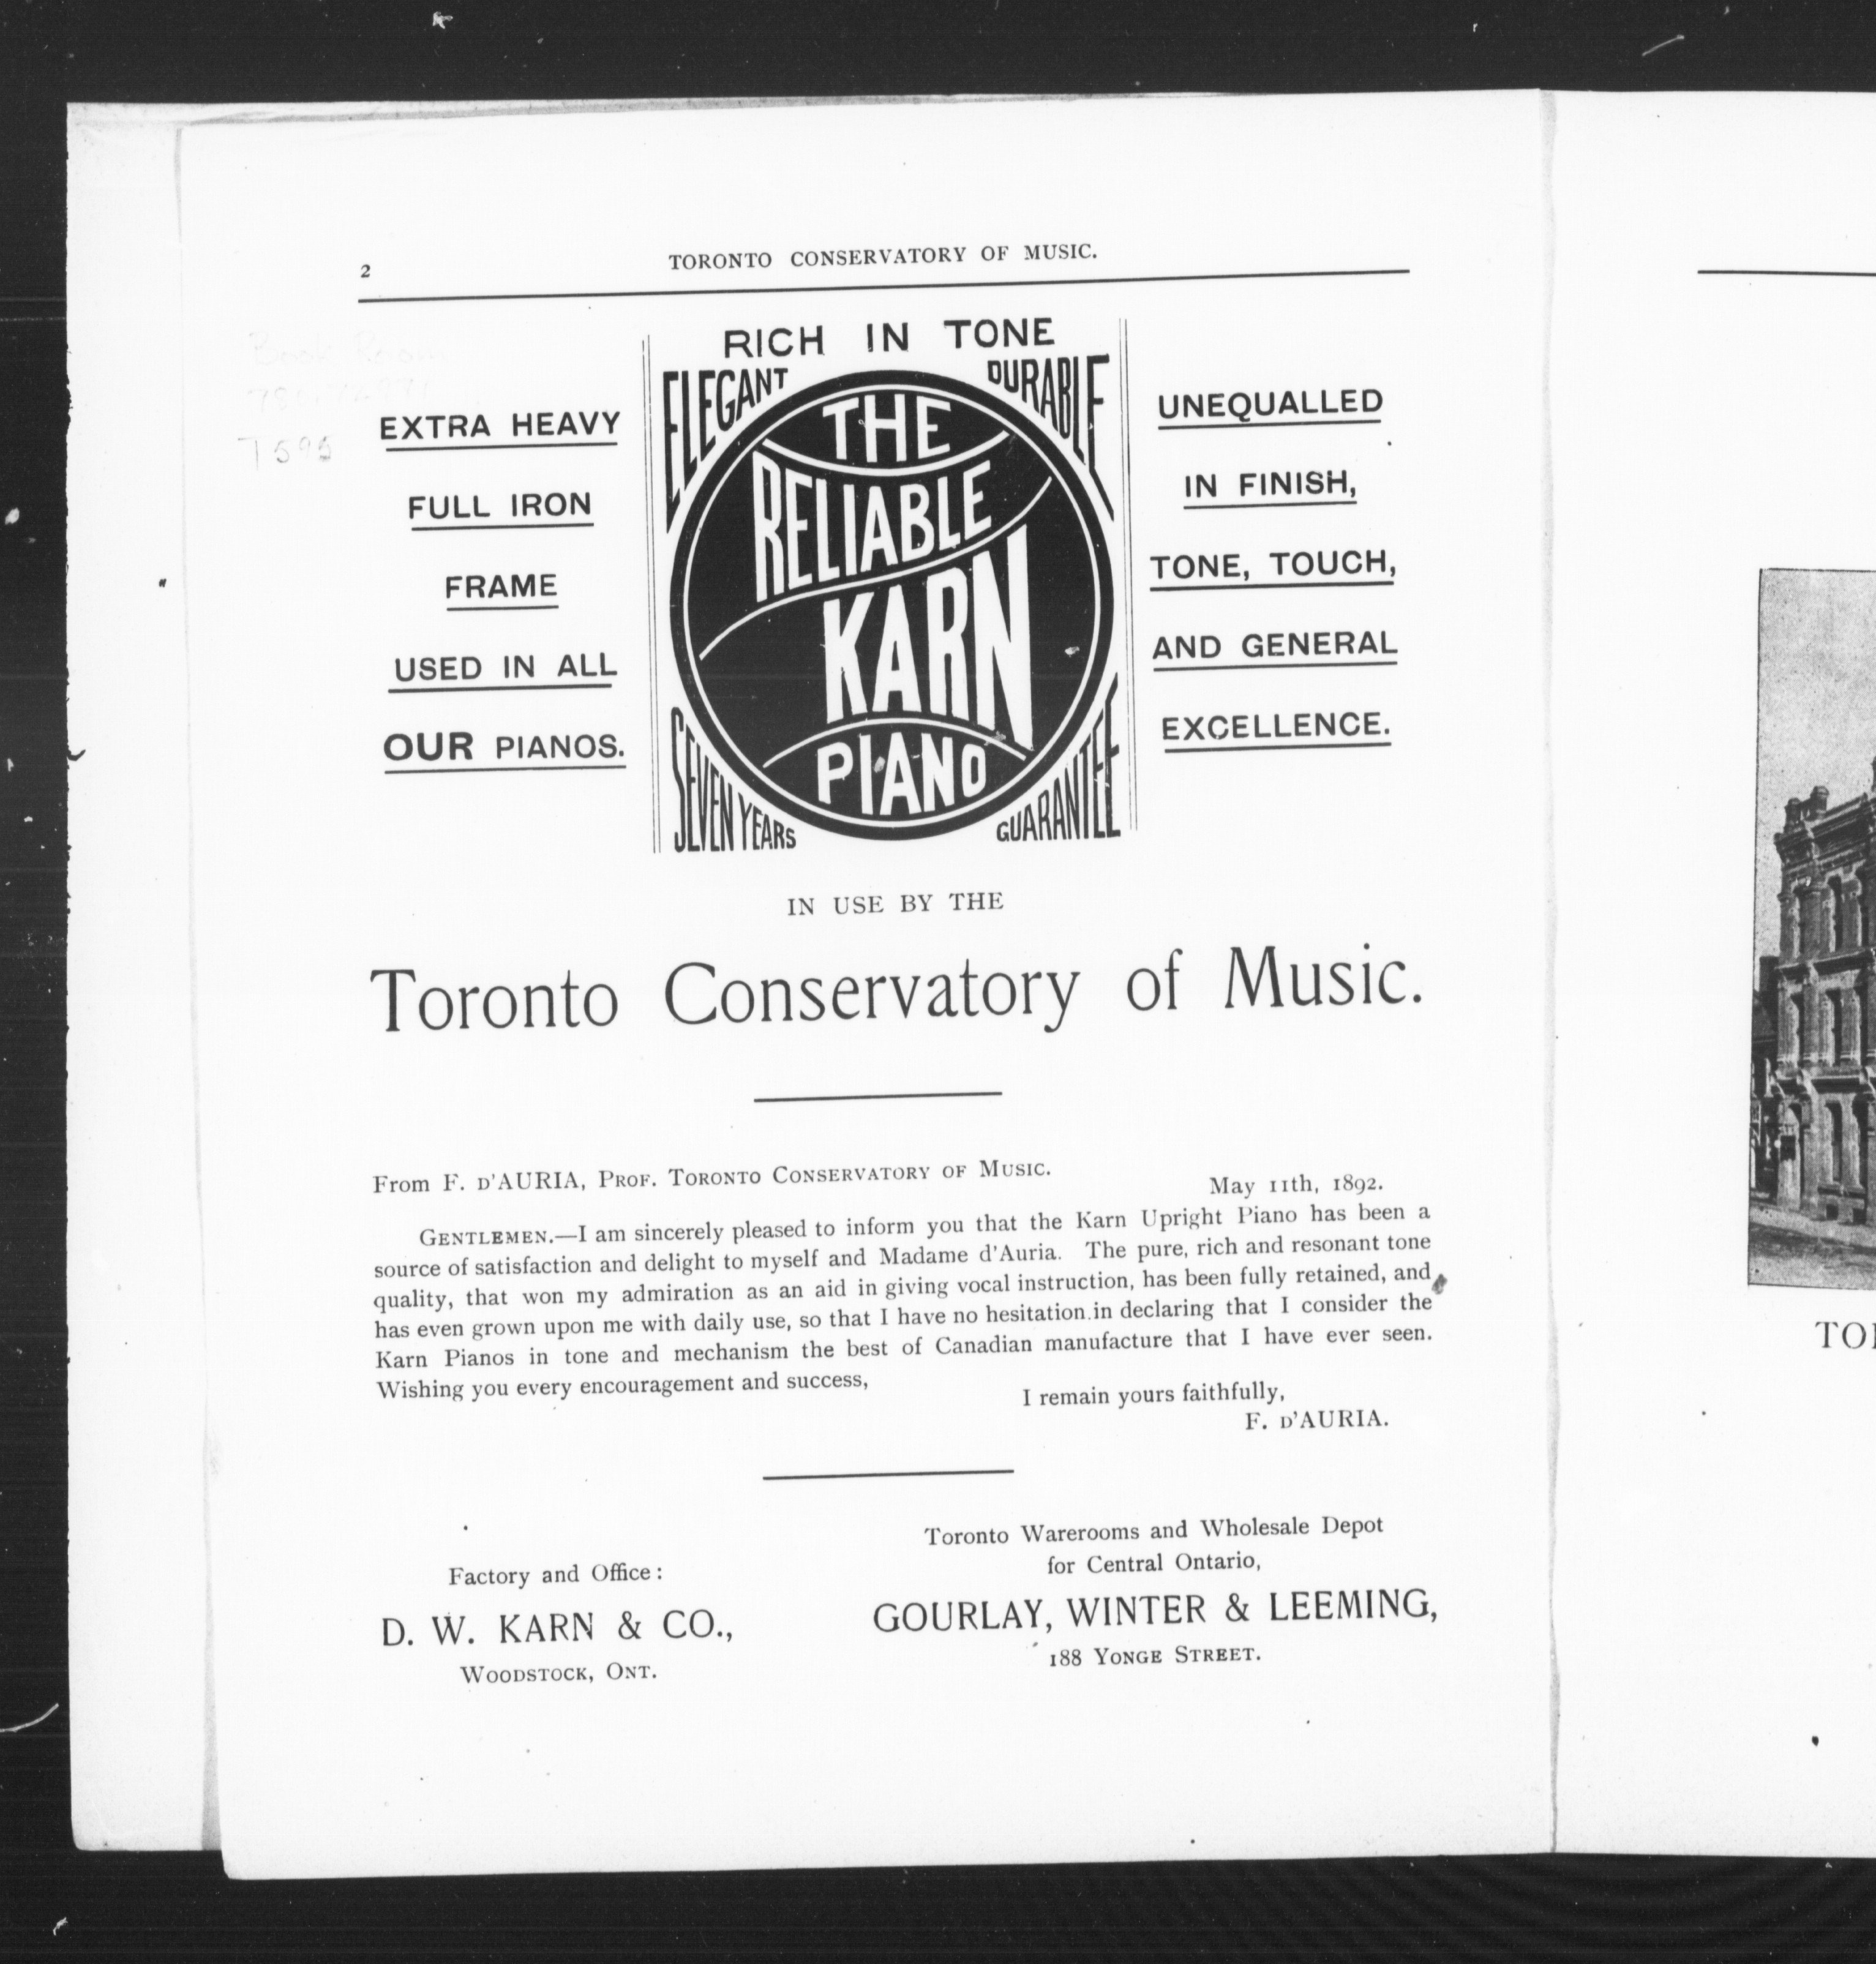 2
TORONTO CONSERVATORY OF MUSIC.
Book Room
T595
EXTRA HEAVY
FULL IRON
FRAME
USED IN ALL
OUR PIANOS.
RICH IN TONE
ELEGANT
DURABLE
THE
RELIABLE
KARN
PIANO
SEVEN YEARS
GUARANTEE
UNEQUALLED
IN FINISH,
TONE, TOUCH,
AND GENERAL
EXCELLENCE.
IN USE BY THE
Toronto Conservatory of Music.
From F. D'AURIA, PROF. TORONTO CONSERVATORY OF MUSIC.
May 11th, 1892.
GENTLEMEN.—I am sincerely pleased to inform you that the Karn Upright Piano has been a
source of satisfaction and delight to myself and Madame d'Auria. The pure, rich and resonant tone
quality, that won my admiration as an aid in giving vocal instruction, has been fully retained, and
has even grown upon me with daily use, so that I have no hesitation in declaring that I consider the
Karn Pianos in tone and mechanism the best of Canadian manufacture that I have ever seen.
Wishing you every encouragement and success,
I remain yours faithfully,
F. D'AURIA.
Factory and Office:
D. W. KARN & CO.,
WOODSTOCK, ONT.
Toronto Warerooms and Wholesale Depot
for Central Ontario,
GOURLAY, WINTER & LEEMING,
188 YONGE STREET.